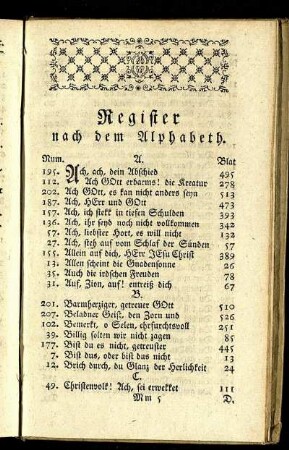 Register
nach dem Alphabeth.
Num. A. Blat
195. Ach, ach, dein Abschied 495
112. Ach GOtt erbarms! die Kreatur 278
202. Ach GOtt, es kan nicht anders seyn 513
187. Ach, HErr und GOtt 473
157. Ach, ich steckt in tiefen Schulden 393
136. Ach, ihr seyd noch nicht vollkommen 342
57. Ach, liebster Hort, es will nicht 132
27. Ach, steh auf vom Schlaf der Sünden 57
155. Allein auf dich, HErr JEsu Christ 389
13. Allen scheint die Gnadensonne 26
35. Auch die irdschen Freuden 78
31. Auf, Zion, auf! entreiß dich 67
B.
201. Barmherziger, getreuer GOtt 510
207. Beladner Geist, den Zorn und 526
102. Bemerkt, o Seelen, ehrfurchtsvoll 251
39. Billig solten wir nicht zagen 85
177. Bist du es nicht, getreuster 445
7. Bist dus, oder bist das nicht 13
12. Brich durch, du Glanz der Herlichkeit 24
C.
49. Christenvolk! Ach, sei erwekket 111
Mm 5 D.